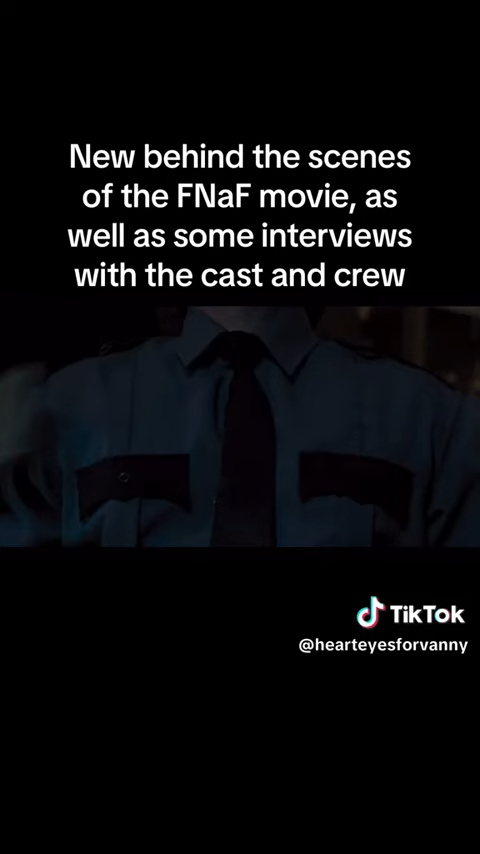 New behind the scenes
of the FNaF movie, as
well as some interviews
with the cast and crew
TikTok
@hearteyesforvanny